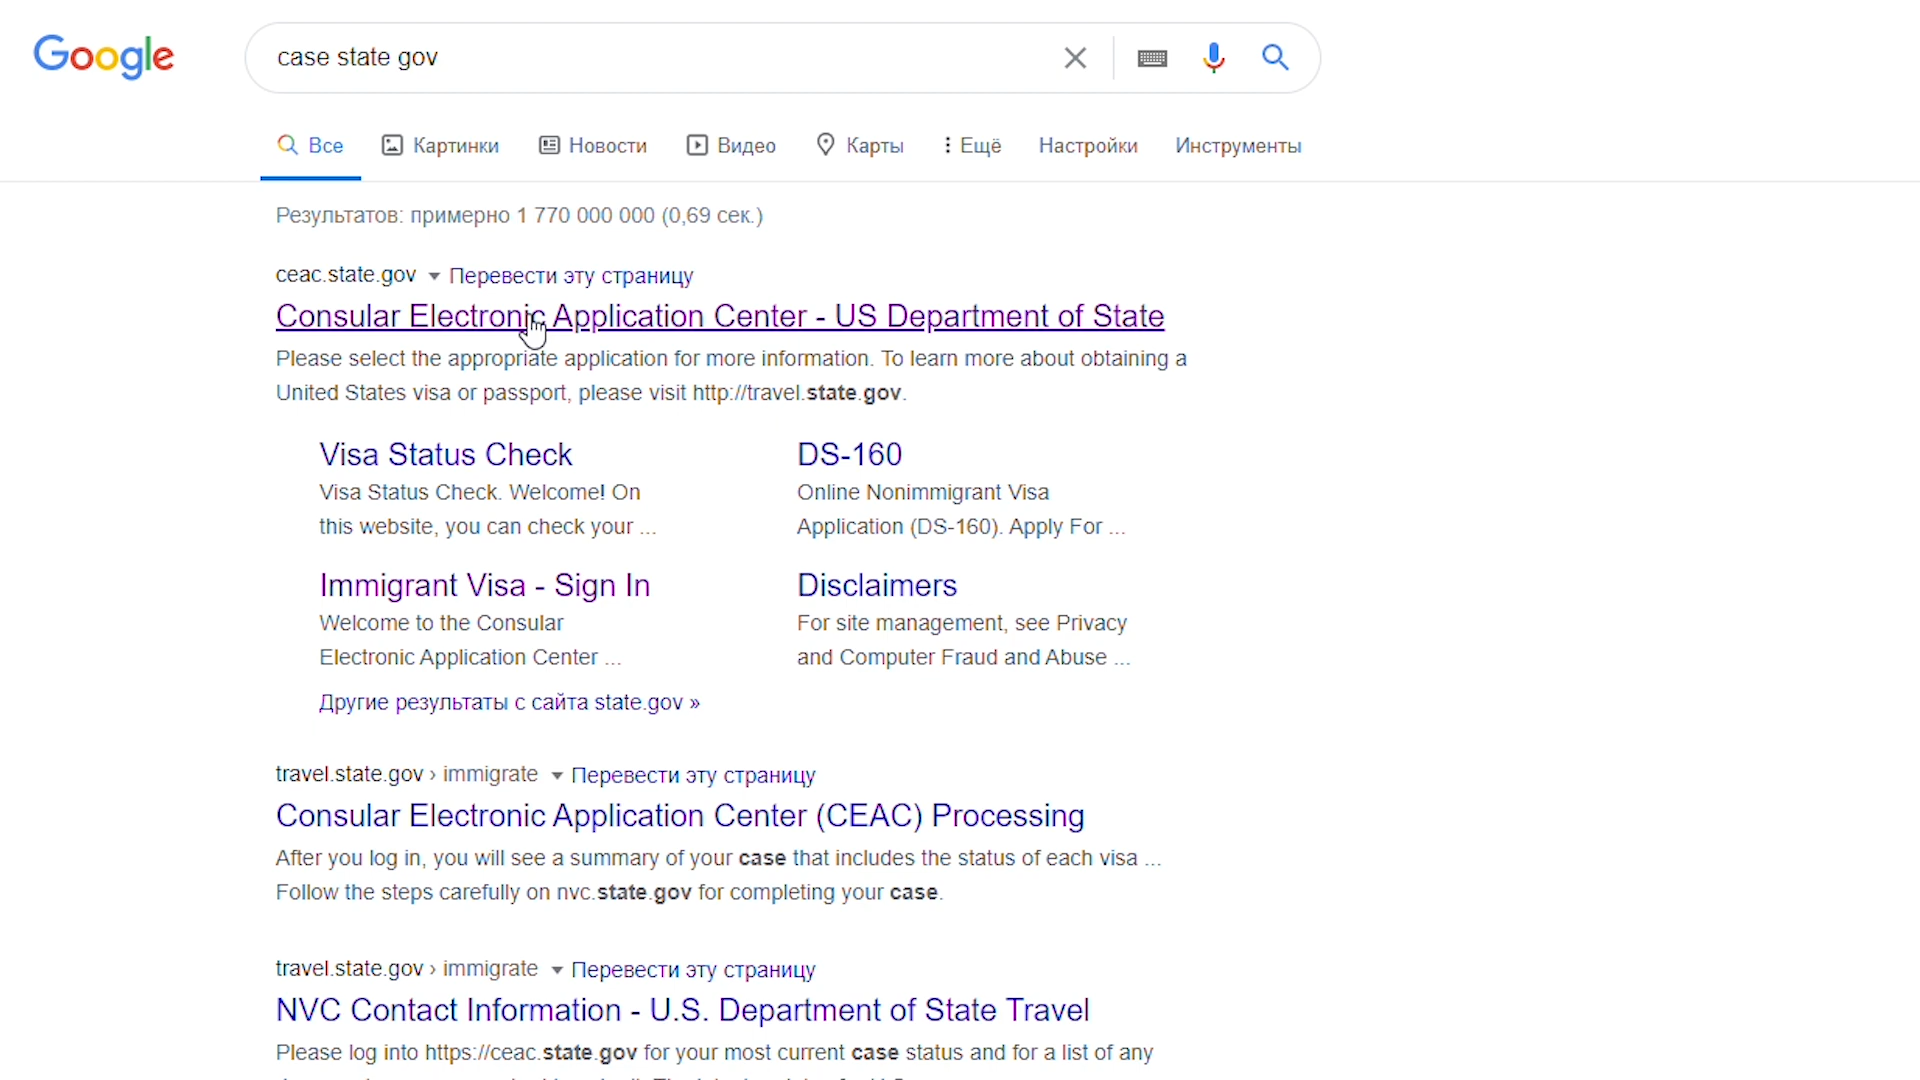 Google
case state gov
Все Картинки Новости Видео Карты Ещё Настройки Инструменты
Результатов: примерно 1 770 000 000 (0,69 сек.)
ceac.state.gov Перевести эту страницу
Consular Electronic Application Center - US Department of State
Please select the appropriate application for more information. To learn more about obtaining a
United States visa or passport, please visit http://travel.state.gov.
Visa Status Check
Visa Status Check. Welcome! On
this website, you can check your ...
DS-160
Online Nonimmigrant Visa
Application (DS-160). Apply For ...
Immigrant Visa - Sign In
Welcome to the Consular
Electronic Application Center ...
Disclaimers
For site management, see Privacy
and Computer Fraud and Abuse ...
Другие результаты с сайта state.gov »
travel.state.gov › immigrate Перевести эту страницу
Consular Electronic Application Center (CEAC) Processing
After you log in, you will see a summary of your case that includes the status of each visa ...
Follow the steps carefully on nvc.state.gov for completing your case.
travel.state.gov › immigrate Перевести эту страницу
NVC Contact Information - U.S. Department of State Travel
Please log into https://ceac.state.gov for your most current case status and for a list of any